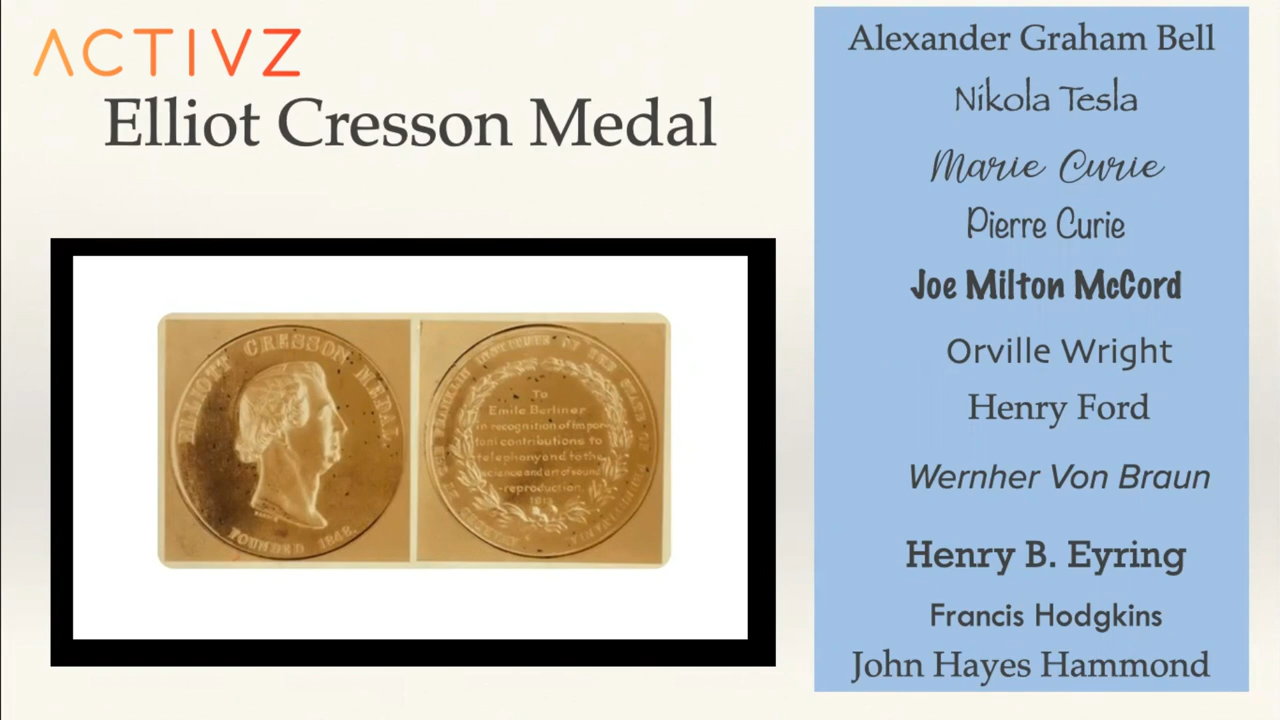 ACTIVZ
Elliot Cresson Medal
ELLIOTT CRESSON MEDAL
FOUNDED 1848.
To
Emile Berliner
in recognition of impor-
tant contributions to
telephony and to the
science and art of sound
-reproduction.
1913
Alexander Graham Bell
Nikola Tesla
Marie Curie
Pierre Curie
Joe Milton McCord
Orville Wright
Henry Ford
Wernher Von Braun
Henry B. Eyring
Francis Hodgkins
John Hayes Hammond